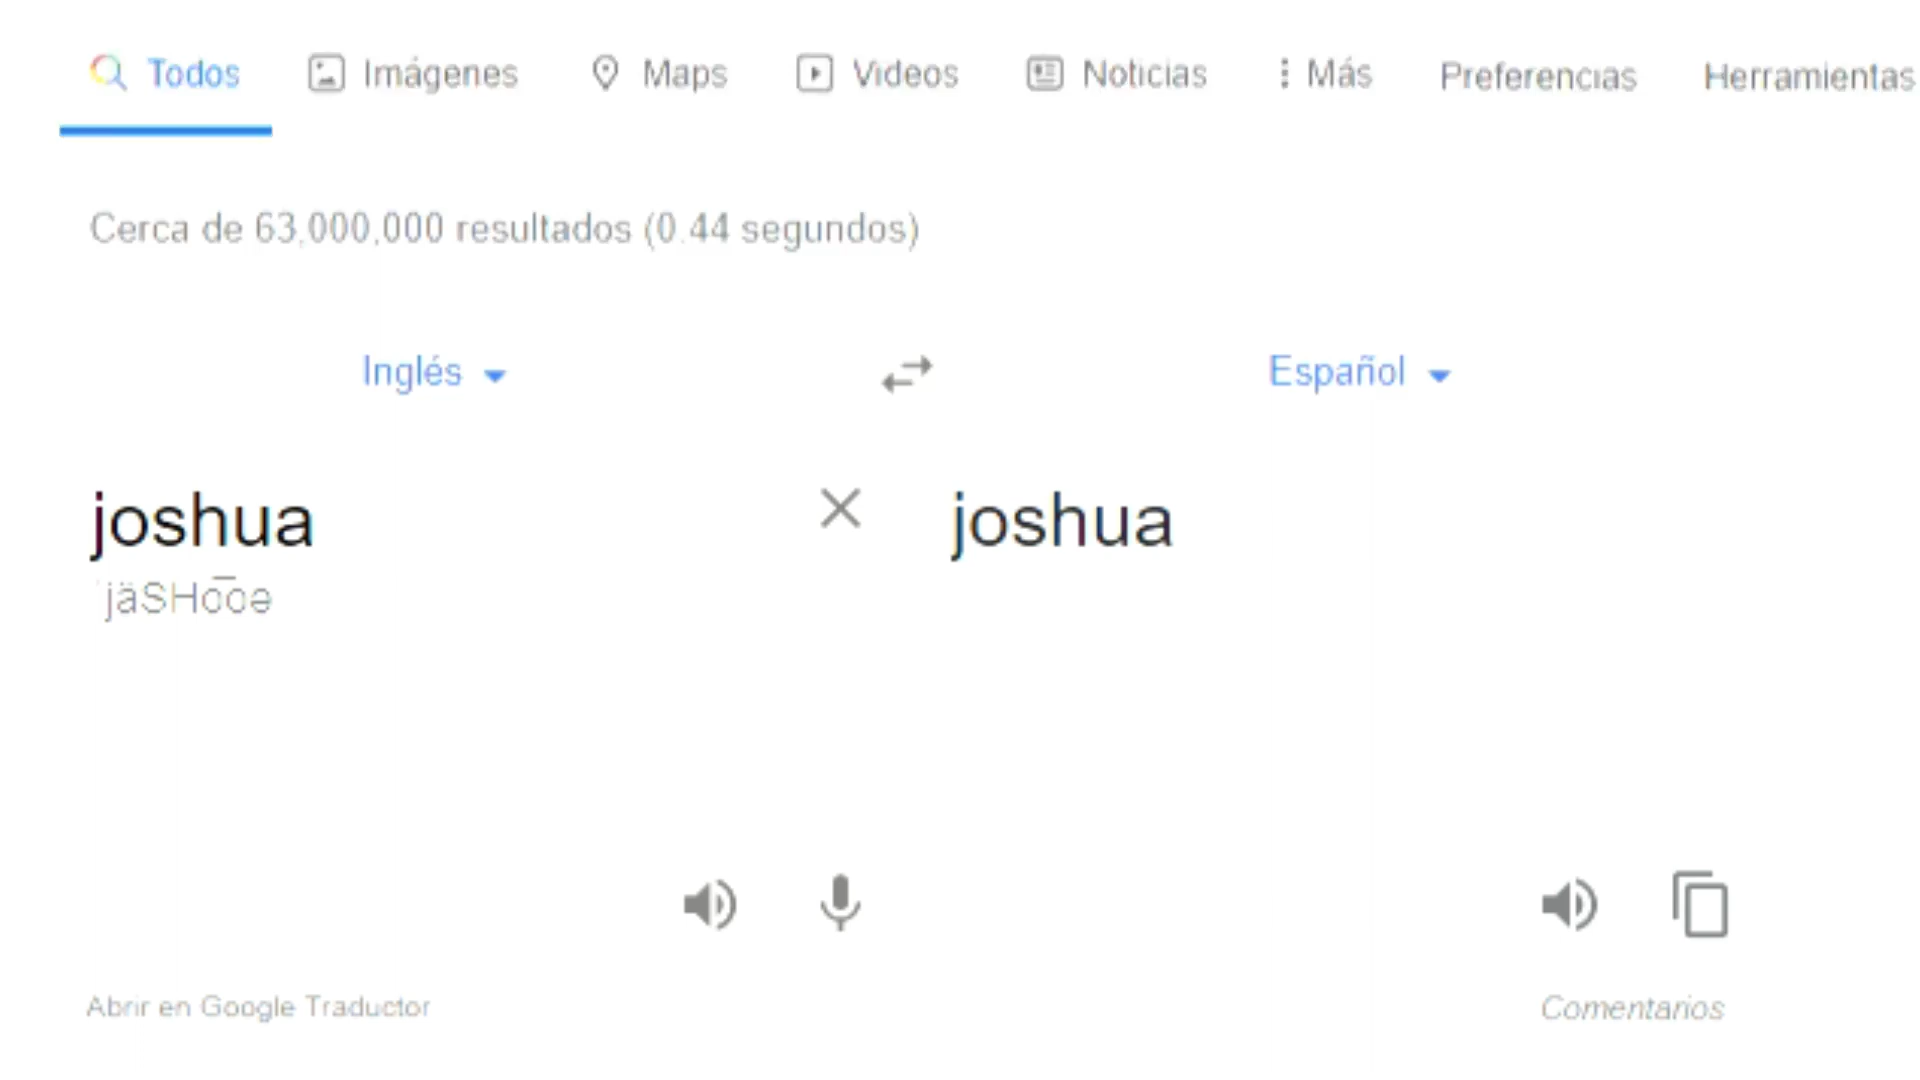 Todos Imágenes Maps Videos Noticias Más Preferencias Herramientas
Cerca de 63,000,000 resultados (0.44 segundos)
Inglés Español
joshua joshua
ˈjäSHo͞oə
Abrir en Google Traductor Comentarios